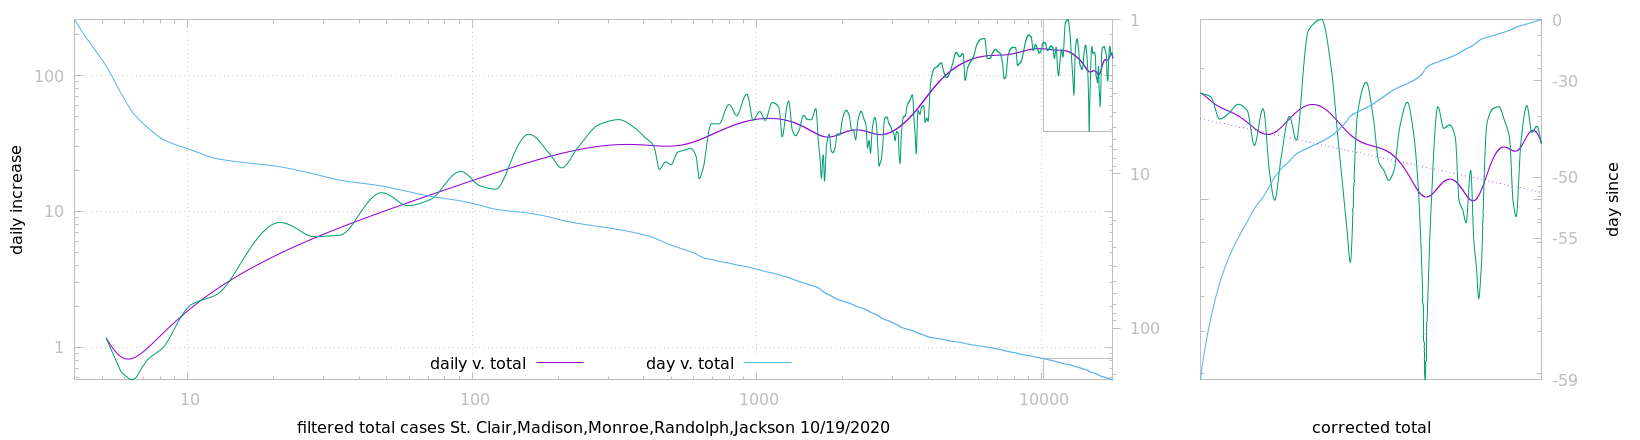 daily increase
100
10
1
10
100
1000
10000
1
10
100
daily v. total
day v. total
filtered total cases St. Clair,Madison,Monroe,Randolph,Jackson 10/19/2020
0
-30
-50
-55
-59
day since
corrected total